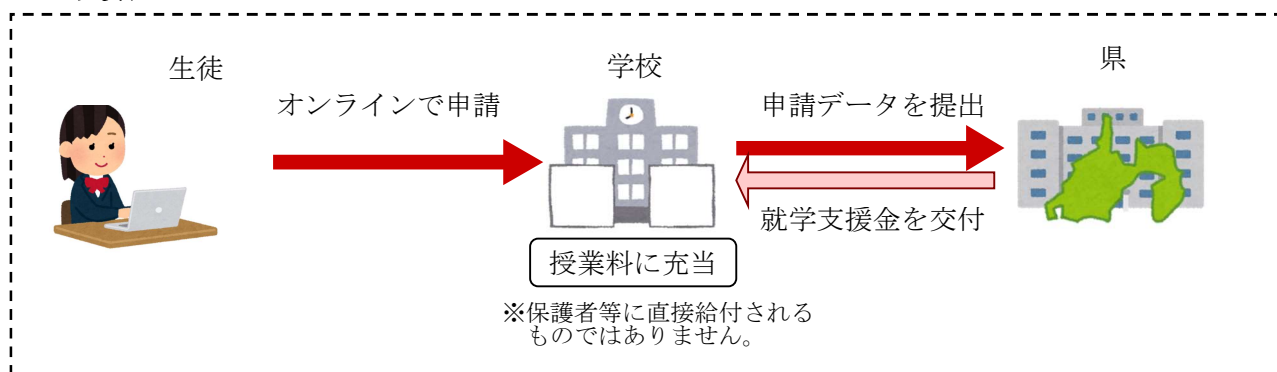 生徒
学校
県
オンラインで申請
申請データを提出
就学支援金を交付
授業料に充当
※保護者等に直接給付される
ものではありません。